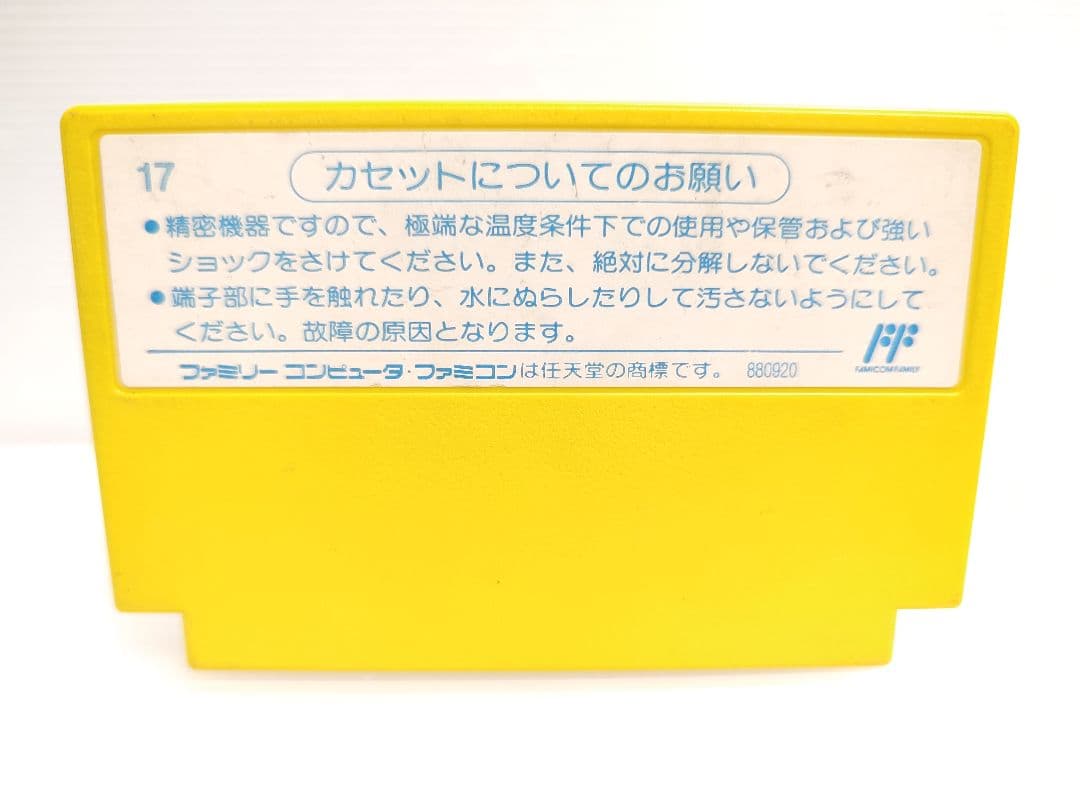 17
カセットについてのお願い
●精密機器ですので、極端な温度条件下での使用や保管および強い
ショックをさけてください。また、絶対に分解しないでください。
●端子部に手を触れたり、水にぬらしたりして汚さないようにして
ください。故障の原因となります。
FAMICOM FAMILY
ファミリー コンピュータ・ファミコンは任天堂の商標です。 880920